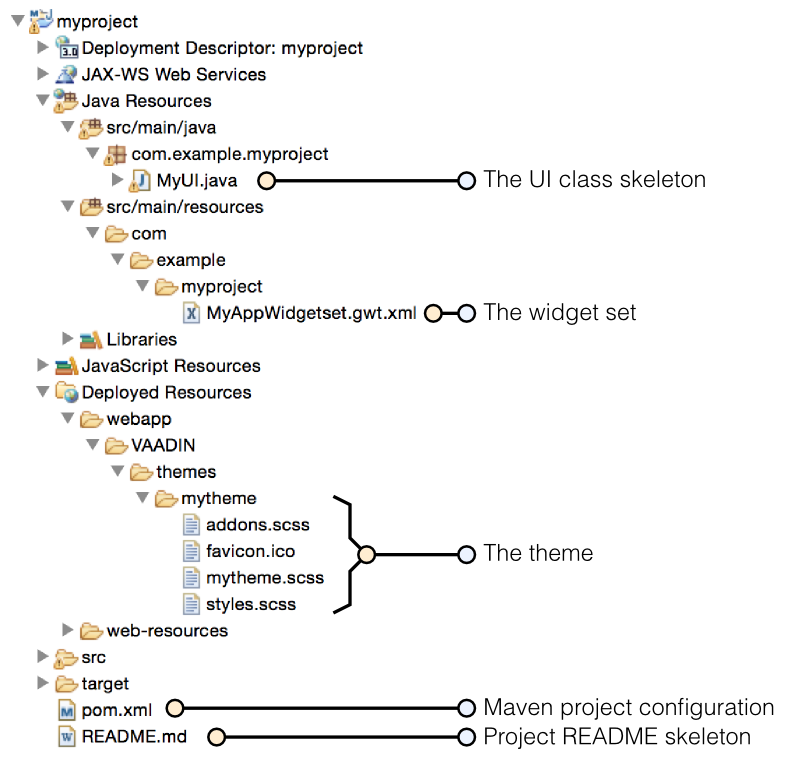 myproject
Deployment Descriptor: myproject
JAX-WS Web Services
Java Resources
src/main/java
com.example.myproject
MyUI.java The UI class skeleton
src/main/resources
com
example
myproject
MyAppWidgetset.gwt.xml The widget set
Libraries
JavaScript Resources
Deployed Resources
webapp
VAADIN
themes
mytheme
addons.scss
favicon.ico The theme
mytheme.scss
styles.scss
web-resources
src
target
pom.xml Maven project configuration
README.md Project README skeleton